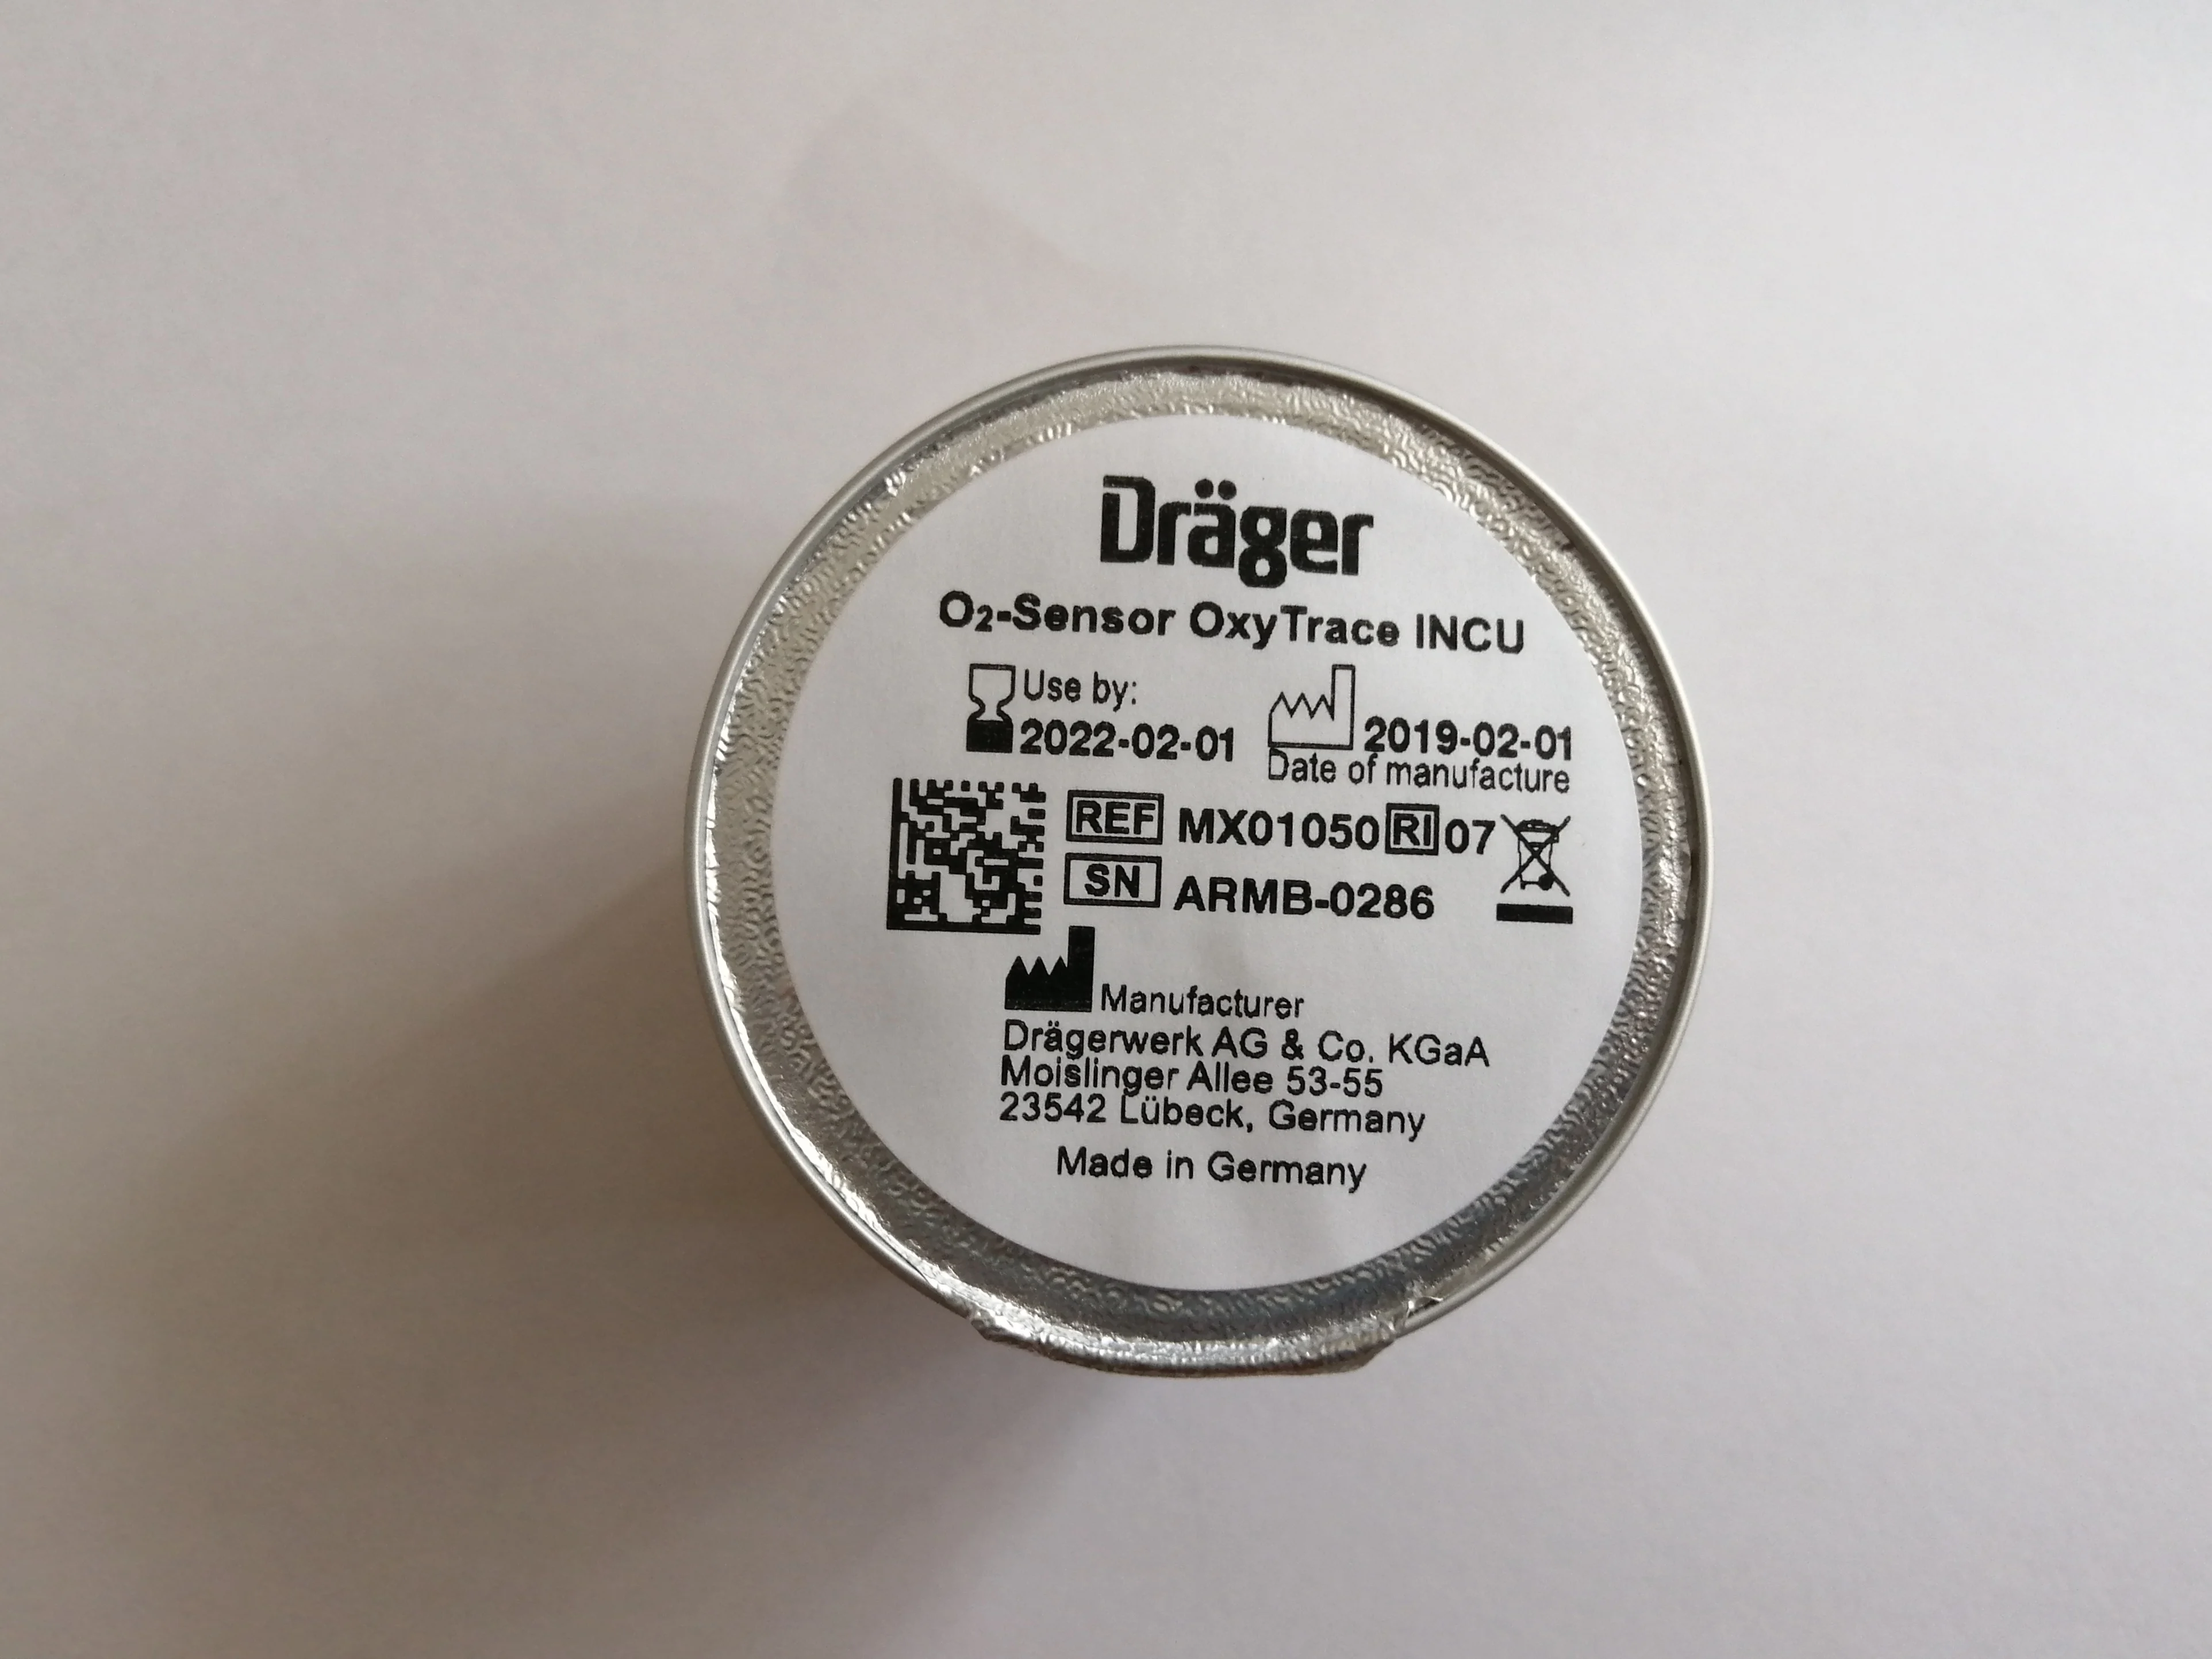 Dräger
O₂-Sensor OxyTrace INCU
Use by:
2022-02-01
2019-02-01
Date of manufacture
REF MX01050 RI 07
SN ARMB-0286
Manufacturer
Drägerwerk AG & Co. KGaA
Moislinger Allee 53-55
23542 Lübeck, Germany
Made in Germany